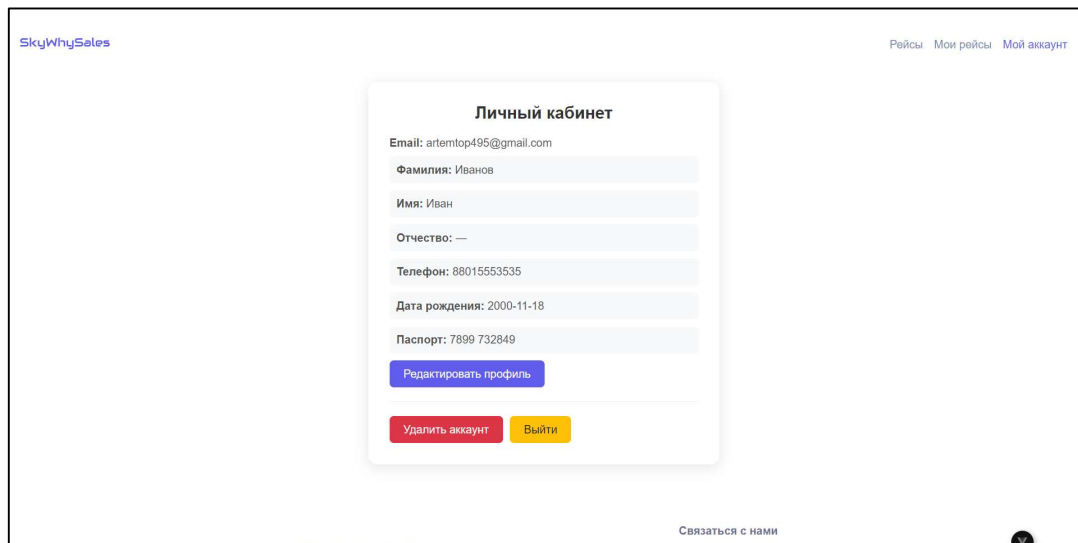 SkyWhySales
Рейсы Мои рейсы Мой аккаунт
Личный кабинет
Email: artemtop495@gmail.com
Фамилия: Иванов
Имя: Иван
Отчество: —
Телефон: 88015553535
Дата рождения: 2000-11-18
Паспорт: 7899 732849
Редактировать профиль
Удалить аккаунт Выйти
Связаться с нами